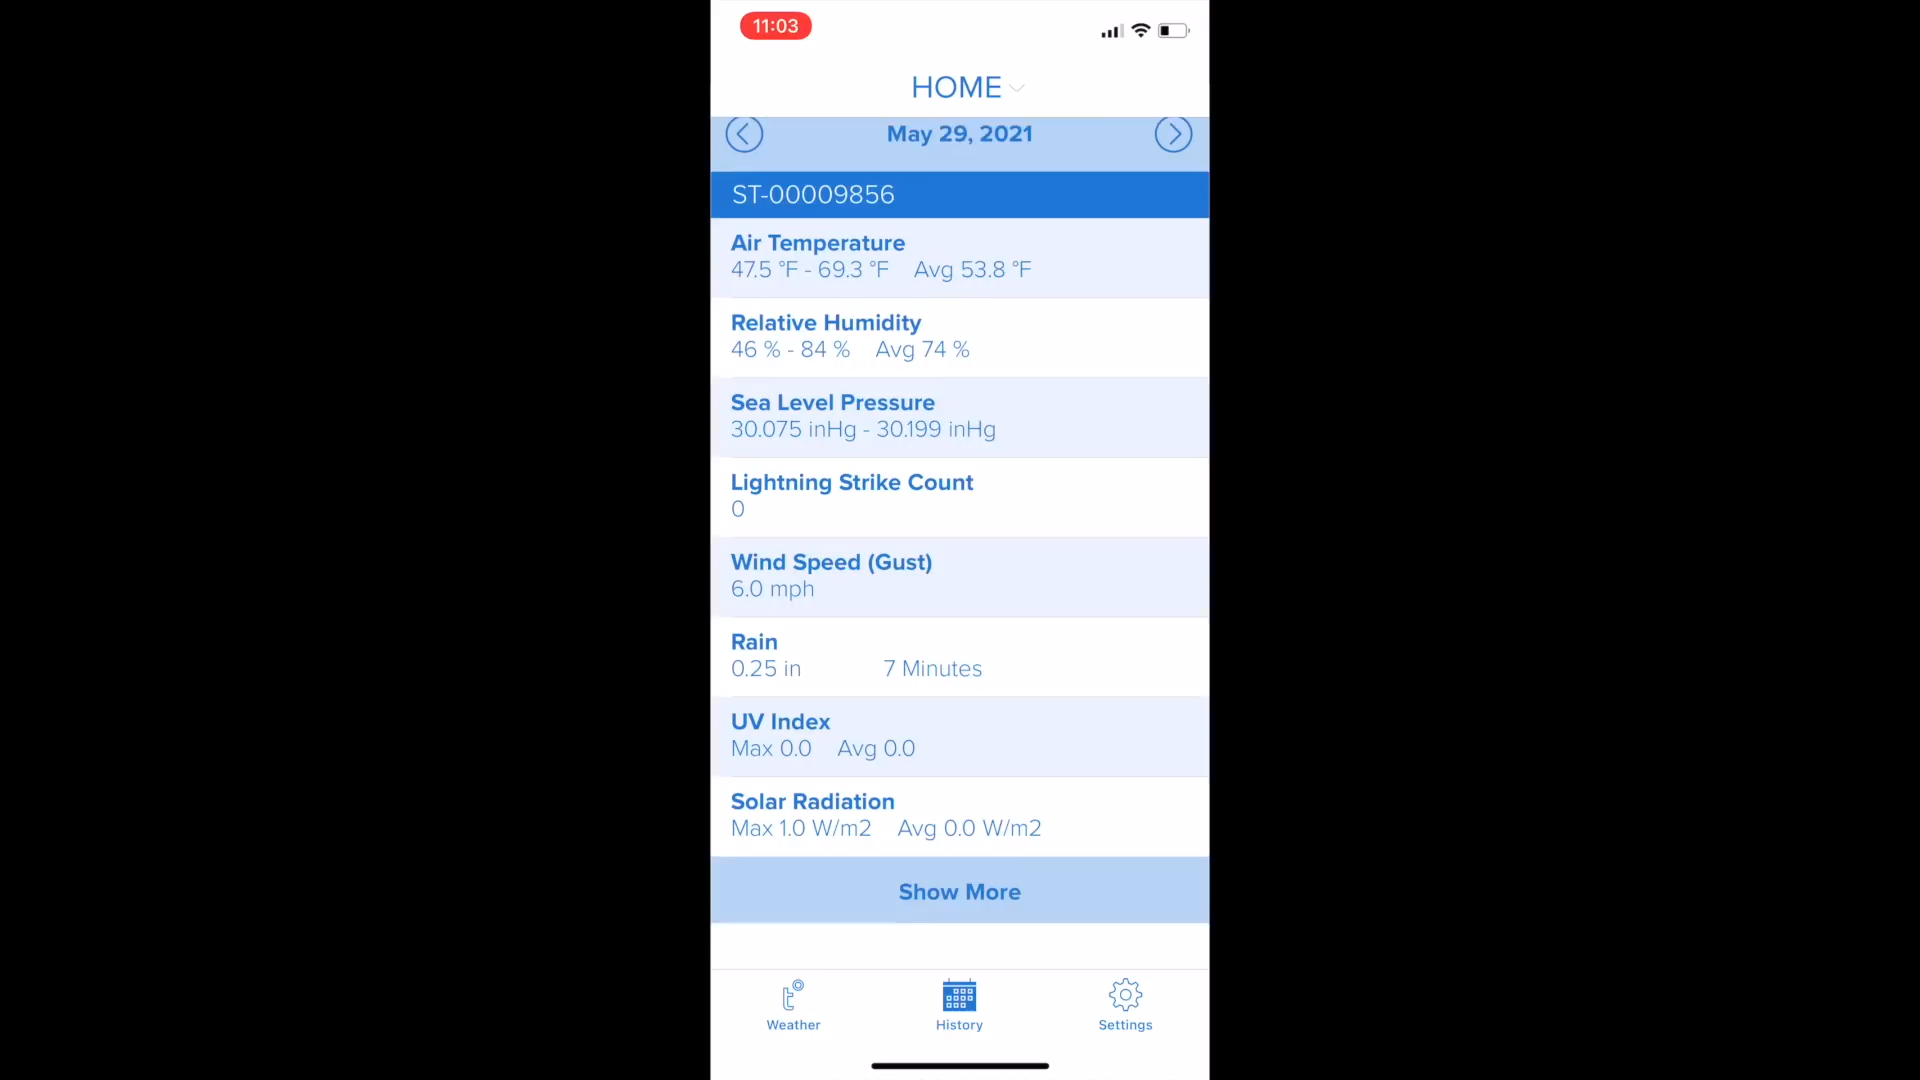 11:03
HOME
May 29, 2021
ST-00009856
Air Temperature
47.5 °F - 69.3 °F Avg 53.8 °F
Relative Humidity
46 % - 84 % Avg 74 %
Sea Level Pressure
30.075 inHg - 30.199 inHg
Lightning Strike Count
0
Wind Speed (Gust)
6.0 mph
Rain
0.25 in 7 Minutes
UV Index
Max 0.0 Avg 0.0
Solar Radiation
Max 1.0 W/m2 Avg 0.0 W/m2
Show More
Weather History Settings